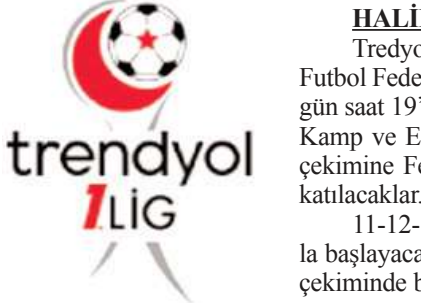 trendyol
1.LİG
HALİ
Tredyo
Futbol Fede
gün saat 19’
Kamp ve E
çekimine Fe
katılacaklar.
11-12-
la başlayaca
çekiminde b